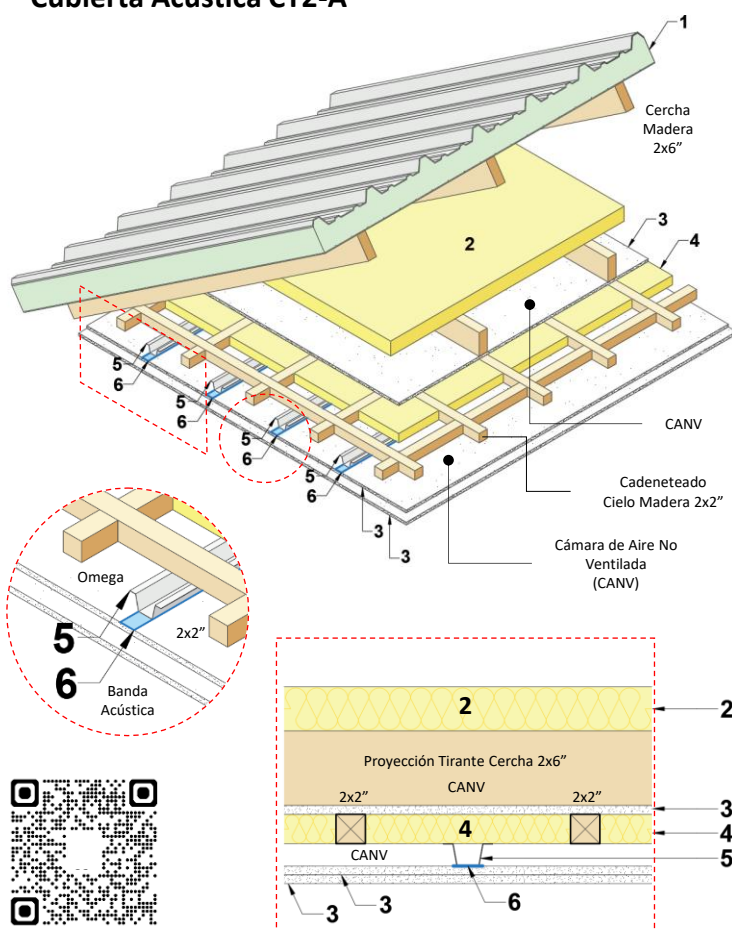 Cubierta Acústica CT2-A
1
Cercha
Madera
2x6”
2
3
4
5
6
5
6
5
6
5
6
3
3
CANV
Cadeneteado
Cielo Madera 2x2”
Cámara de Aire No
Ventilada
(CANV)
Omega
5
2x2”
6
Banda
Acústica
2
2
Proyección Tirante Cercha 2x6”
CANV
2x2”
2x2”
3
4
4
CANV
5
3
3
6